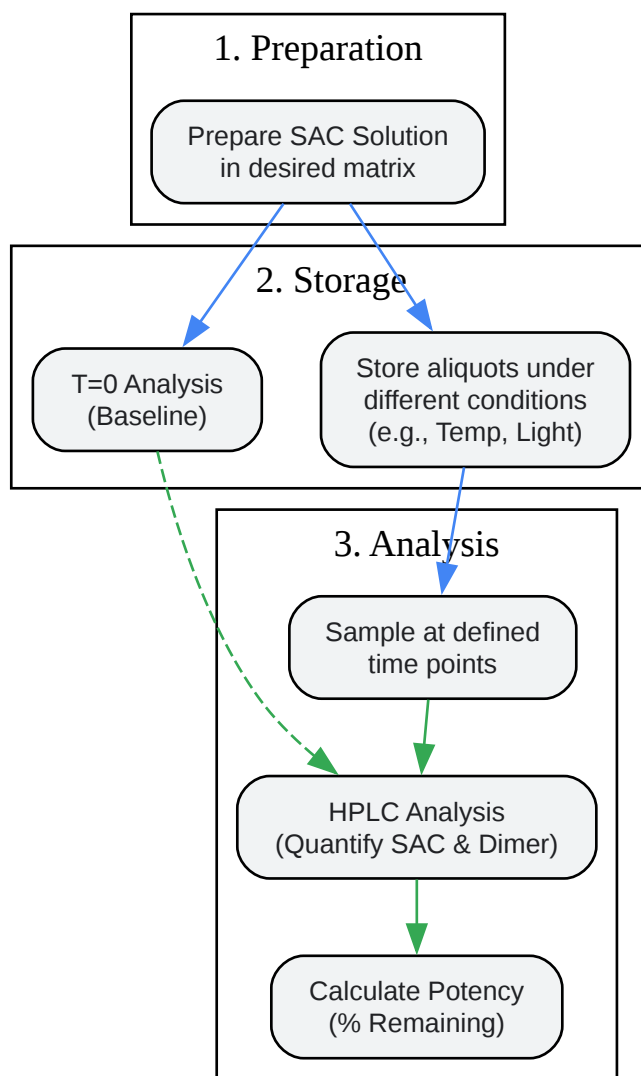 1. Preparation
Prepare SAC Solution
in desired matrix
2. Storage
T=0 Analysis
(Baseline)
Store aliquots under
different conditions
(e.g., Temp, Light)
3. Analysis
Sample at defined
time points
HPLC Analysis
(Quantify SAC & Dimer)
Calculate Potency
(% Remaining)